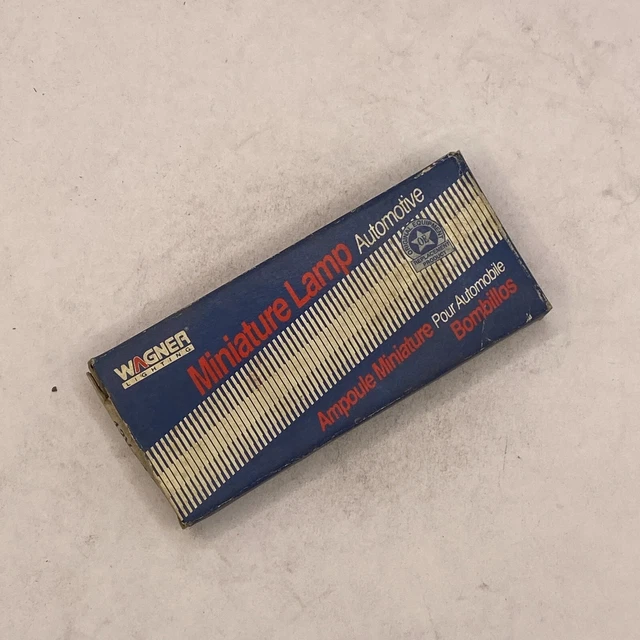 WAGNER
LIGHTING
Miniature Lamp Automotive
Ampoule Miniature Pour Automobile
Bombillos